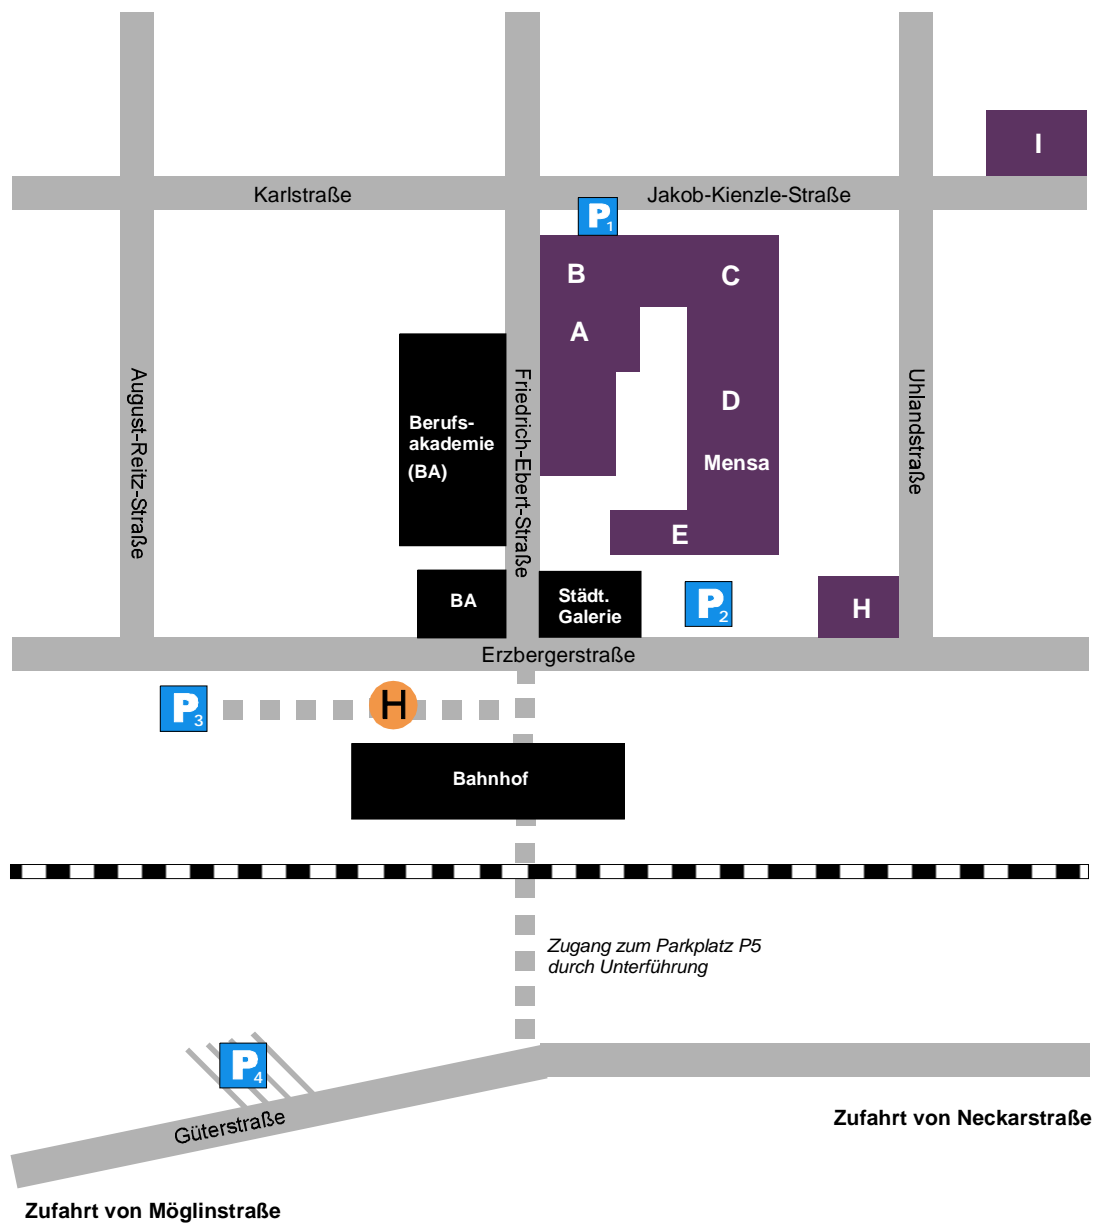 I
Karlstraße
Jakob-Kienzle-Straße
P1
B
C
A
August-Reitz-Straße
Friedrich-Ebert-Straße
Uhlandstraße
Berufs-
akademie
(BA)
D
Mensa
E
BA
Städt.
Galerie
P2
H
Erzbergerstraße
P3
H
Bahnhof
Zugang zum Parkplatz P5
durch Unterführung
P4
Güterstraße
Zufahrt von Neckarstraße
Zufahrt von Möglinstraße